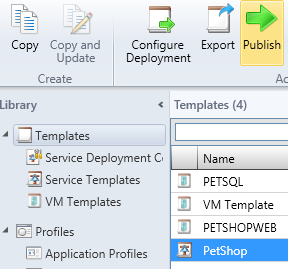 Copy
Copy and
Update
Configure
Deployment
Export
Publish
Create
Library
Templates (4)
Templates
Service Deployment
Service Templates
VM Templates
Profiles
Application Profiles
Name
PETSQL
VM Template
PETSHOPWEB
PetShop